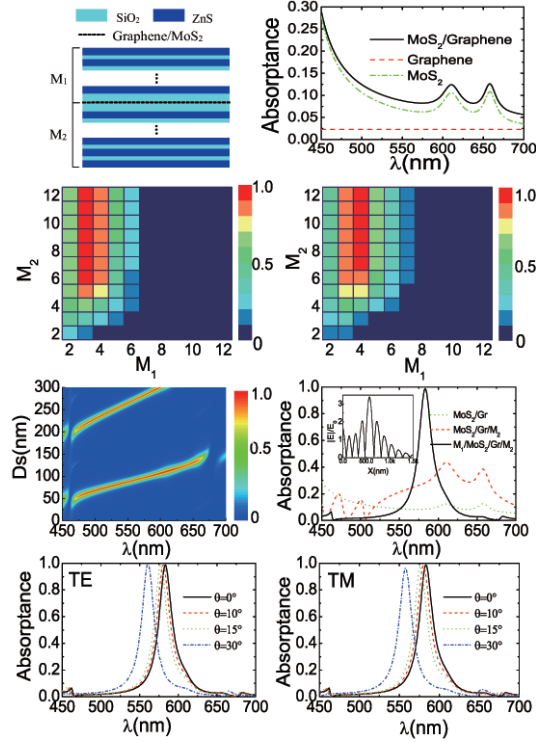 SiO₂ ZnS
Graphene/MoS₂
M₁
M₂
Absorptance
0.30
0.25
0.20
0.15
0.10
0.05
0.00
MoS₂/Graphene
Graphene
MoS₂
450 500 550 600 650 700
λ(nm)
M₂
12
10
8
6
4
2
2 4 6 8 10 12
M₁
1.0
0.5
0
M₂
12
10
8
6
4
2
2 4 6 8 10 12
M₁
1.0
0.5
0
Ds(nm)
300
200
100
0
450 500 550 600 650 700
λ(nm)
1.0
0.8
0.6
0.4
0.2
0
Absorptance
1.0
0.8
0.6
0.4
0.2
0.0
MoS₂/Gr
MoS₂/Gr/M₂
M₁/MoS₂/Gr/M₂
X(nm)
450 500 550 600 650 700
λ(nm)
TE
Absorptance
1.0
0.8
0.6
0.4
0.2
0.0
θ=0°
θ=10°
θ=15°
θ=30°
450 500 550 600 650 700
λ(nm)
TM
Absorptance
1.0
0.8
0.6
0.4
0.2
0.0
θ=0°
θ=10°
θ=15°
θ=30°
450 500 550 600 650 700
λ(nm)